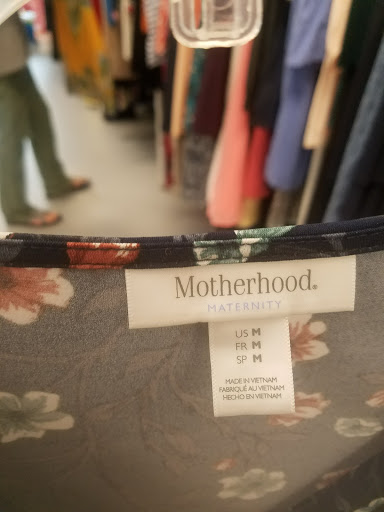 Motherhood®
MATERNITY
US M
FR M
SP M
MADE IN VIETNAM
FABRIQUÉ AU VIETNAM
HECHO EN VIETNAM